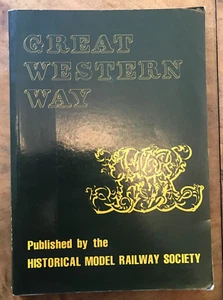 GREAT
WESTERN
WAY
Published by the
HISTORICAL MODEL RAILWAY SOCIETY